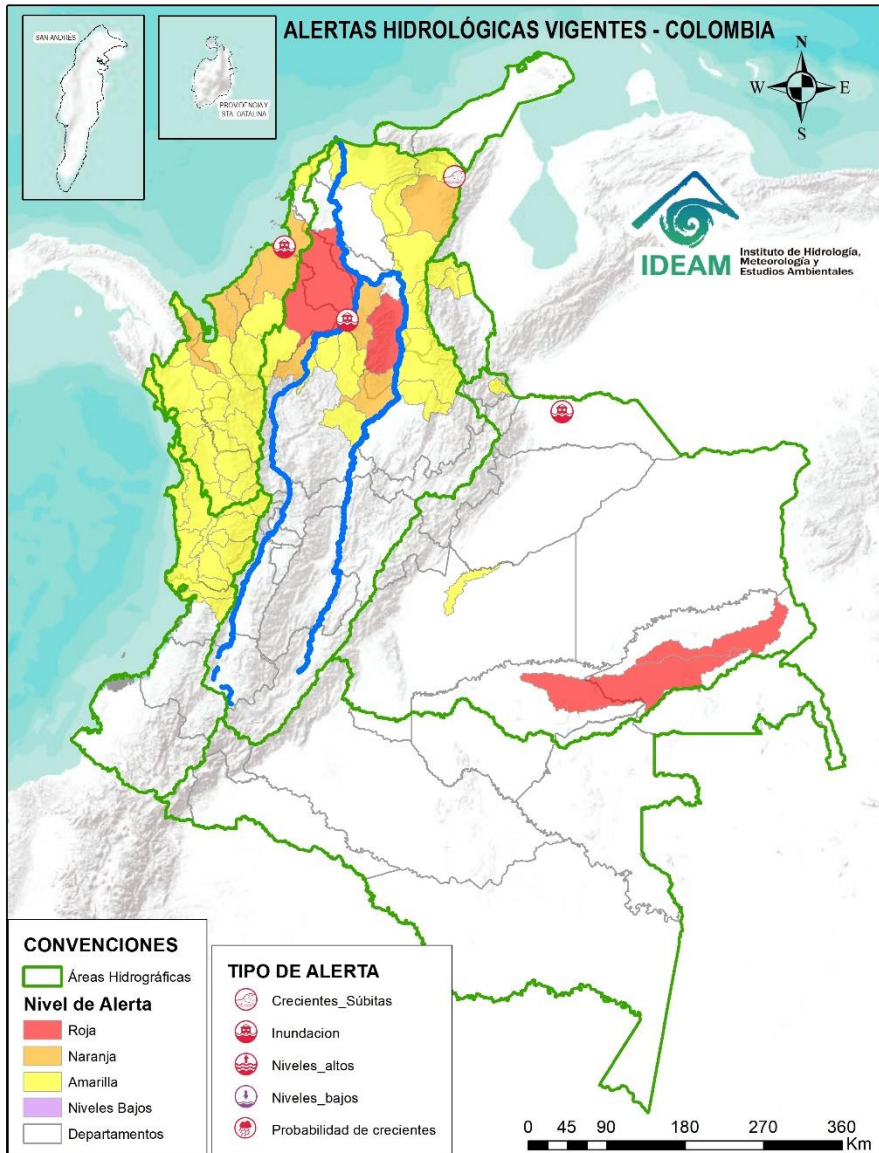 ALERTAS HIDROLÓGICAS VIGENTES - COLOMBIA
SAN ANDRÉS
PROVIDENCIA Y
STA. CATALINA
N
W
E
S
IDEAM
Instituto de Hidrología,
Meteorología y
Estudios Ambientales
CONVENCIONES
Áreas Hidrográficas
Nivel de Alerta
Roja
Naranja
Amarilla
Niveles Bajos
Departamentos
TIPO DE ALERTA
Crecientes_Súbitas
Inundacion
Niveles_altos
Niveles_bajos
Probabilidad de crecientes
0 45 90 180 270 360
Km